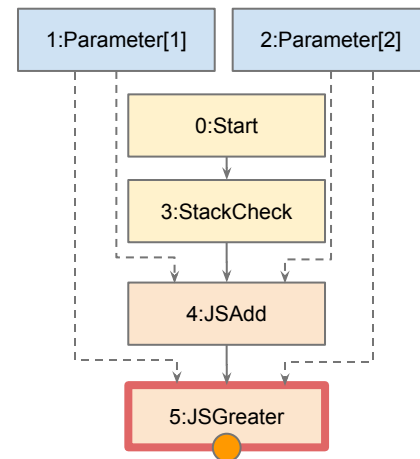 1:Parameter[1]
2:Parameter[2]
0:Start
3:StackCheck
4:JSAdd
5:JSGreater